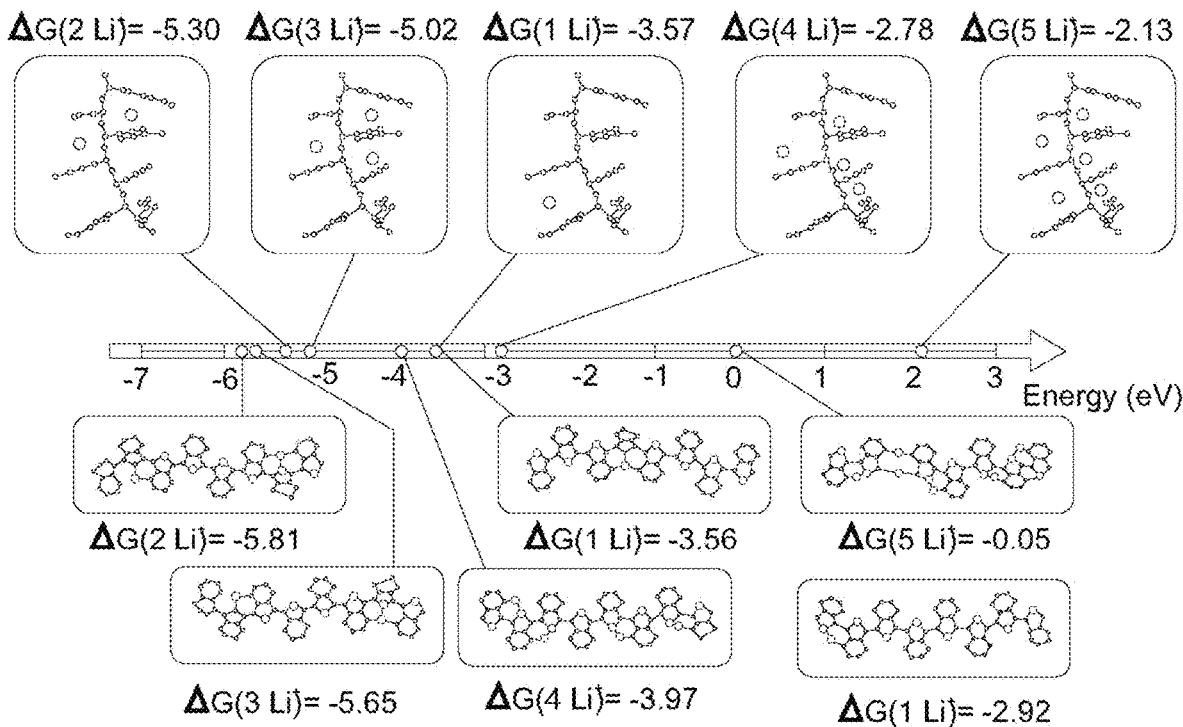 ΔG(2 Li⁺)= -5.30 ΔG(3 Li⁺)= -5.02 ΔG(1 Li⁺)= -3.57 ΔG(4 Li⁺)= -2.78 ΔG(5 Li⁺)= -2.13
-7 -6 -5 -4 -3 -2 -1 0 1 2 3
Energy (eV)
ΔG(2 Li⁺)= -5.81 ΔG(1 Li⁺)= -3.56 ΔG(5 Li⁺)= -0.05
ΔG(3 Li⁺)= -5.65 ΔG(4 Li⁺)= -3.97 ΔG(1 Li⁺)= -2.92